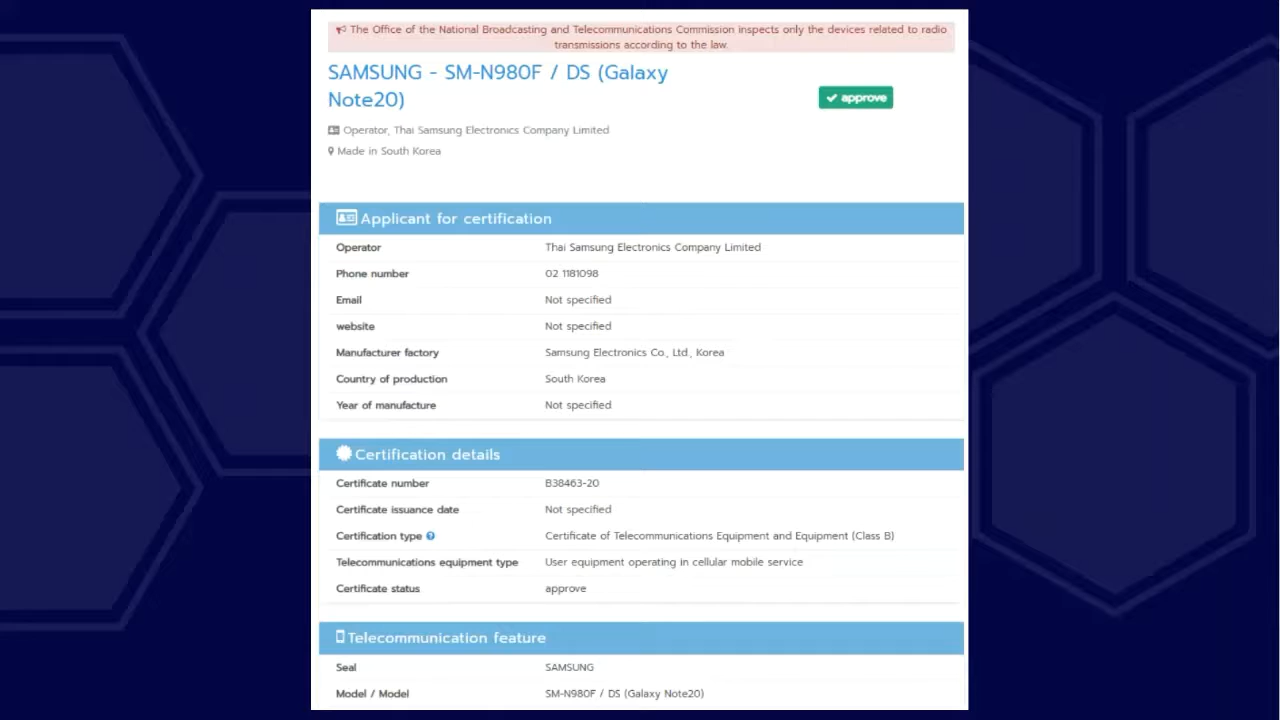 The Office of the National Broadcasting and Telecommunications Commission inspects only the devices related to radio
transmissions according to the law.
SAMSUNG - SM-N980F / DS (Galaxy
Note20)
approve
Operator, Thai Samsung Electronics Company Limited
Made in South Korea
Applicant for certification
Operator Thai Samsung Electronics Company Limited
Phone number 02 1181098
Email Not specified
website Not specified
Manufacturer factory Samsung Electronics Co., Ltd., Korea
Country of production South Korea
Year of manufacture Not specified
Certification details
Certificate number B38463-20
Certificate issuance date Not specified
Certification type Certificate of Telecommunications Equipment and Equipment (Class B)
Telecommunications equipment type User equipment operating in cellular mobile service
Certificate status approve
Telecommunication feature
Seal SAMSUNG
Model / Model SM-N980F / DS (Galaxy Note20)